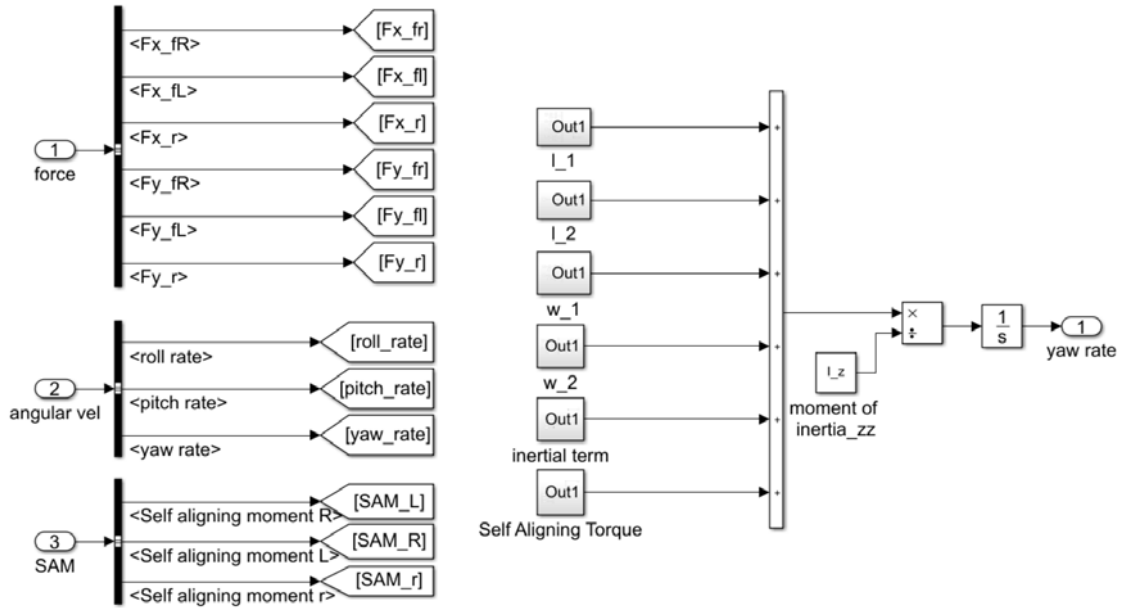 [Fx_fr]
<Fx_fR>
[Fx_fl]
<Fx_fL>
[Fx_r]
<Fx_r>
1
force
[Fy_fr]
<Fy_fR>
[Fy_fl]
<Fy_fL>
[Fy_r]
<Fy_r>
[roll_rate]
<roll rate>
2
angular vel
[pitch_rate]
<pitch rate>
[yaw_rate]
<yaw rate>
[SAM_L]
<Self aligning moment R>
3
SAM
[SAM_R]
<Self aligning moment L>
[SAM_r]
<Self aligning moment r>
Out1
l_1
Out1
l_2
Out1
w_1
Out1
w_2
Out1
inertial term
Out1
Self Aligning Torque
+
+
+
+
+
+
×
÷
I_z
moment of
inertia_zz
1
s
1
yaw rate